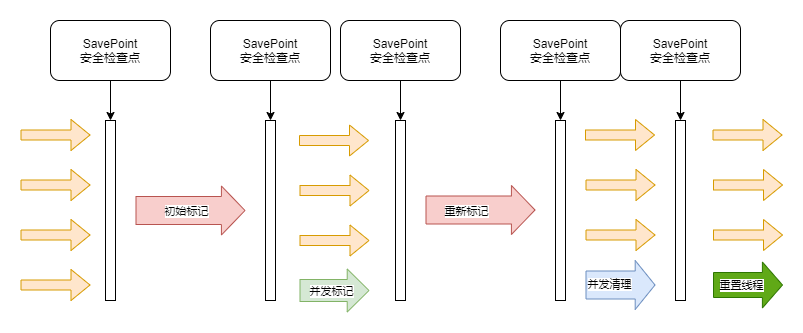 SavePoint
安全检查点
SavePoint
安全检查点
SavePoint
安全检查点
SavePoint
安全检查点
SavePoint
安全检查点
初始标记
并发标记
重新标记
并发清理
重置线程